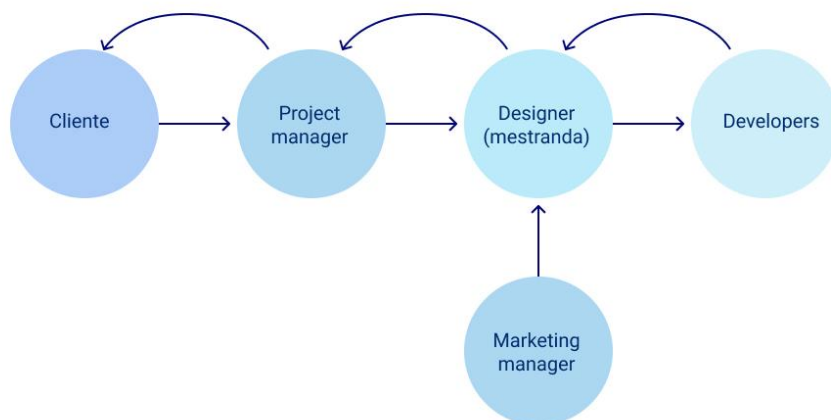 Cliente
Project
manager
Designer
(mestranda)
Developers
Marketing
manager